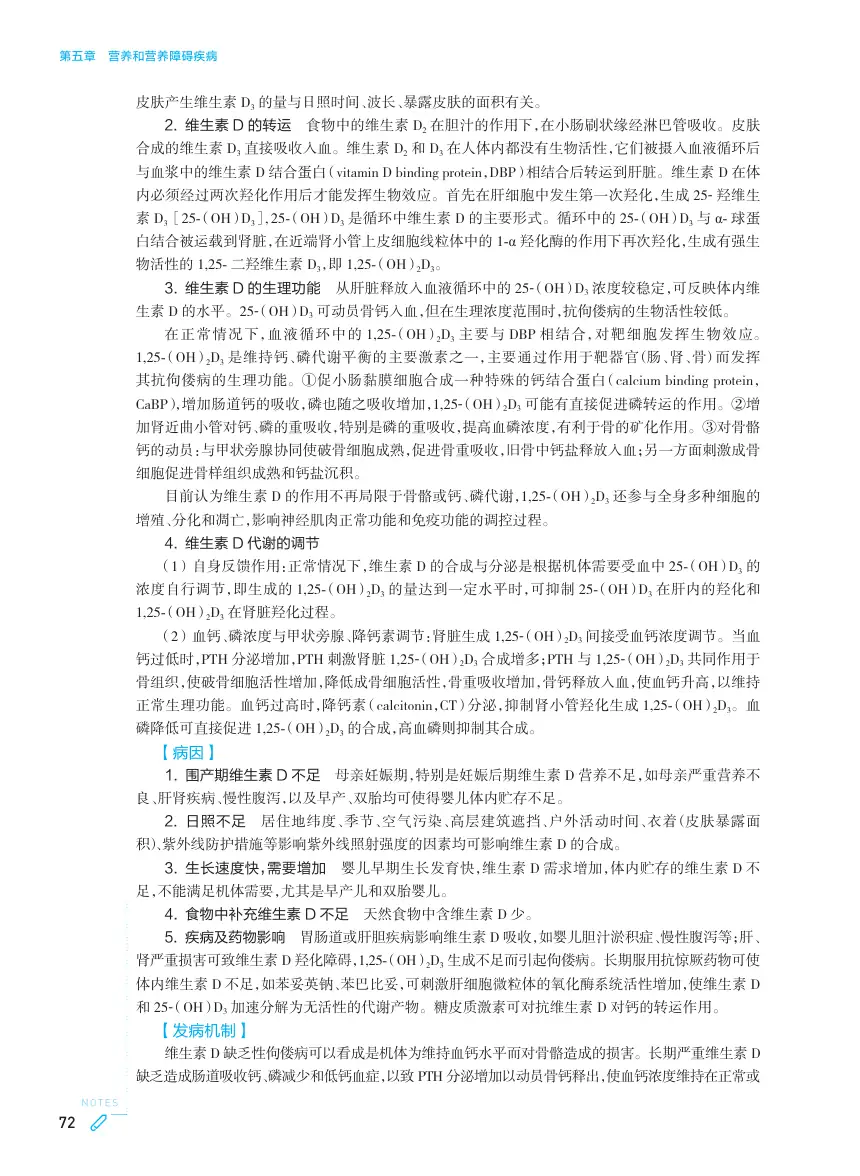 第五章 营养和营养障碍疾病
皮肤产生维生素 D₃ 的量与日照时间、波长、暴露皮肤的面积有关。
2. 维生素 D 的转运 食物中的维生素 D₂ 在胆汁的作用下,在小肠刷状缘经淋巴管吸收。皮肤
合成的维生素 D₃ 直接吸收入血。维生素 D₂ 和 D₃ 在人体内都没有生物活性,它们被摄入血液循环后
与血浆中的维生素 D 结合蛋白(vitamin D binding protein,DBP)相结合后转运到肝脏。维生素 D 在体
内必须经过两次羟化作用后才能发挥生物效应。首先在肝细胞中发生第一次羟化,生成 25- 羟维生
素 D₃［25-(OH)D₃］,25-(OH)D₃ 是循环中维生素 D 的主要形式。循环中的 25-(OH)D₃ 与 α- 球蛋
白结合被运载到肾脏,在近端肾小管上皮细胞线粒体中的 1-α 羟化酶的作用下再次羟化,生成有强生
物活性的 1,25- 二羟维生素 D₃,即 1,25-(OH)₂D₃。
3. 维生素 D 的生理功能 从肝脏释放入血液循环中的 25-(OH)D₃ 浓度较稳定,可反映体内维
生素 D 的水平。25-(OH)D₃ 可动员骨钙入血,但在生理浓度范围时,抗佝偻病的生物活性较低。
在正常情况下,血液循环中的 1,25-(OH)₂D₃ 主要与 DBP 相结合,对靶细胞发挥生物效应。
1,25-(OH)₂D₃ 是维持钙、磷代谢平衡的主要激素之一,主要通过作用于靶器官(肠、肾、骨)而发挥
其抗佝偻病的生理功能。①促小肠黏膜细胞合成一种特殊的钙结合蛋白(calcium binding protein,
CaBP),增加肠道钙的吸收,磷也随之吸收增加,1,25-(OH)₂D₃ 可能有直接促进磷转运的作用。②增
加肾近曲小管对钙、磷的重吸收,特别是磷的重吸收,提高血磷浓度,有利于骨的矿化作用。③对骨骼
钙的动员:与甲状旁腺协同使破骨细胞成熟,促进骨重吸收,旧骨中钙盐释放入血;另一方面刺激成骨
细胞促进骨样组织成熟和钙盐沉积。
目前认为维生素 D 的作用不再局限于骨骼或钙、磷代谢,1,25-(OH)₂D₃ 还参与全身多种细胞的
增殖、分化和凋亡,影响神经肌肉正常功能和免疫功能的调控过程。
4. 维生素 D 代谢的调节
(1)自身反馈作用:正常情况下,维生素 D 的合成与分泌是根据机体需要受血中 25-(OH)D₃ 的
浓度自行调节,即生成的 1,25-(OH)₂D₃ 的量达到一定水平时,可抑制 25-(OH)D₃ 在肝内的羟化和
1,25-(OH)₂D₃ 在肾脏羟化过程。
(2)血钙、磷浓度与甲状旁腺、降钙素调节:肾脏生成 1,25-(OH)₂D₃ 间接受血钙浓度调节。当血
钙过低时,PTH 分泌增加,PTH 刺激肾脏 1,25-(OH)₂D₃ 合成增多;PTH 与 1,25-(OH)₂D₃ 共同作用于
骨组织,使破骨细胞活性增加,降低成骨细胞活性,骨重吸收增加,骨钙释放入血,使血钙升高,以维持
正常生理功能。血钙过高时,降钙素(calcitonin,CT)分泌,抑制肾小管羟化生成 1,25-(OH)₂D₃。血
磷降低可直接促进 1,25-(OH)₂D₃ 的合成,高血磷则抑制其合成。
【病因】
1. 围产期维生素 D 不足 母亲妊娠期,特别是妊娠后期维生素 D 营养不足,如母亲严重营养不
良、肝肾疾病、慢性腹泻,以及早产、双胎均可使得婴儿体内贮存不足。
2. 日照不足 居住地纬度、季节、空气污染、高层建筑遮挡、户外活动时间、衣着(皮肤暴露面
积)、紫外线防护措施等影响紫外线照射强度的因素均可影响维生素 D 的合成。
3. 生长速度快,需要增加 婴儿早期生长发育快,维生素 D 需求增加,体内贮存的维生素 D 不
足,不能满足机体需要,尤其是早产儿和双胎婴儿。
4. 食物中补充维生素 D 不足 天然食物中含维生素 D 少。
5. 疾病及药物影响 胃肠道或肝胆疾病影响维生素 D 吸收,如婴儿胆汁淤积症、慢性腹泻等;肝、
肾严重损害可致维生素 D 羟化障碍,1,25-(OH)₂D₃ 生成不足而引起佝偻病。长期服用抗惊厥药物可使
体内维生素 D 不足,如苯妥英钠、苯巴比妥,可刺激肝细胞微粒体的氧化酶系统活性增加,使维生素 D
和 25-(OH)D₃ 加速分解为无活性的代谢产物。糖皮质激素可对抗维生素 D 对钙的转运作用。
【发病机制】
维生素 D 缺乏性佝偻病可以看成是机体为维持血钙水平而对骨骼造成的损害。长期严重维生素 D
缺乏造成肠道吸收钙、磷减少和低钙血症,以致 PTH 分泌增加以动员骨钙释出,使血钙浓度维持在正常或
NOTES
72